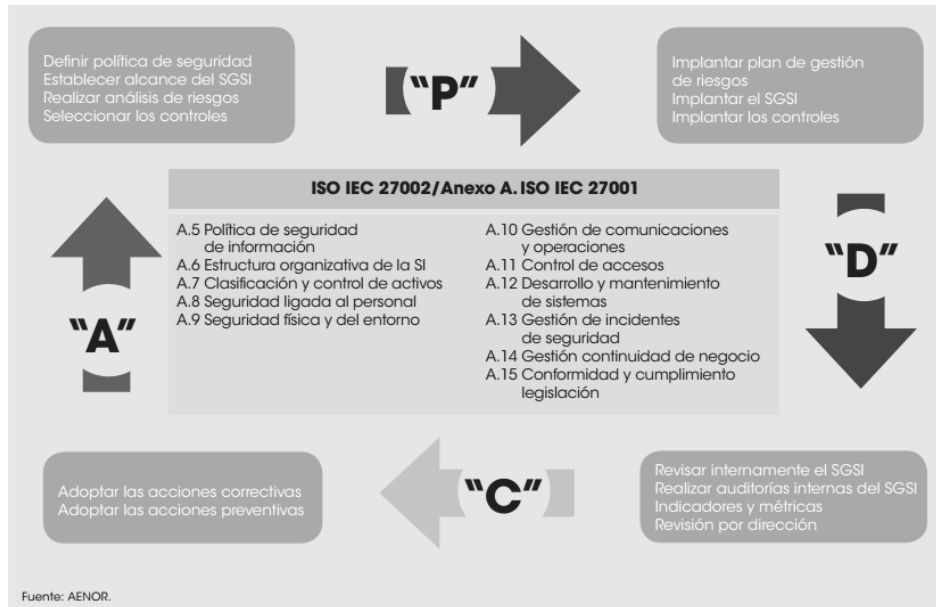 Definir política de seguridad
Establecer alcance del SGSI
Realizar análisis de riesgos
Seleccionar los controles
"P"
Implantar plan de gestión
de riesgos
Implantar el SGSI
Implantar los controles
ISO IEC 27002/Anexo A. ISO IEC 27001
A.5 Política de seguridad
de información
A.6 Estructura organizativa de la SI
A.7 Clasificación y control de activos
A.8 Seguridad ligada al personal
A.9 Seguridad física y del entorno
A.10 Gestión de comunicaciones
y operaciones
A.11 Control de accesos
A.12 Desarrollo y mantenimiento
de sistemas
A.13 Gestión de incidentes
de seguridad
A.14 Gestión continuidad de negocio
A.15 Conformidad y cumplimiento
legislación
"D"
"A"
Adoptar las acciones correctivas
Adoptar las acciones preventivas
"C"
Revisar internamente el SGSI
Realizar auditorías internas del SGSI
Indicadores y métricas
Revisión por dirección
Fuente: AENOR.